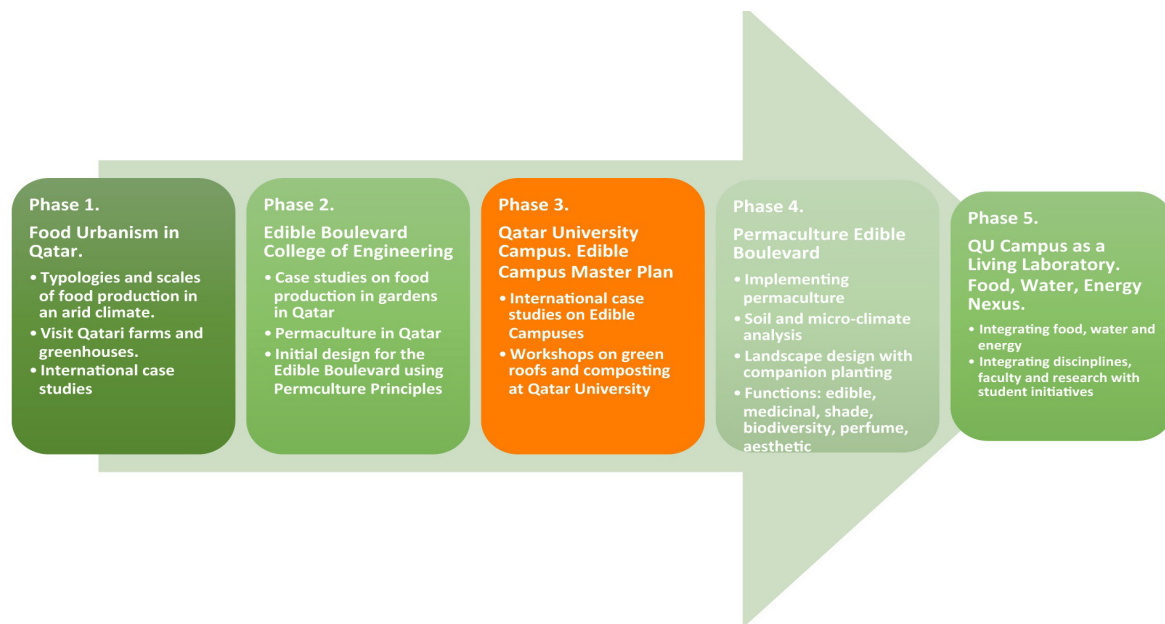 Phase 1.
Food Urbanism in
Qatar.
• Typologies and scales
of food production in
an arid climate.
• Visit Qatari farms and
greenhouses.
• International case
studies
Phase 2.
Edible Boulevard
College of Engineering
• Case studies on food
production in gardens
in Qatar
• Permaculture in Qatar
• Initial design for the
Edible Boulevard using
Permculture Principles
Phase 3.
Qatar University
Campus. Edible
Campus Master Plan
• International case
studies on Edible
Campuses
• Workshops on green
roofs and composting
at Qatar University
Phase 4.
Permaculture Edible
Boulevard
• Implementing
permaculture
• Soil and micro-climate
analysis
• Landscape design with
companion planting
• Functions: edible,
medicinal, shade,
biodiversity, perfume,
aesthetic
Phase 5.
QU Campus as a
Living Laboratory.
Food, Water, Energy
Nexus.
• Integrating food, water and
energy
• Integrating discinplines,
faculty and research with
student initiatives